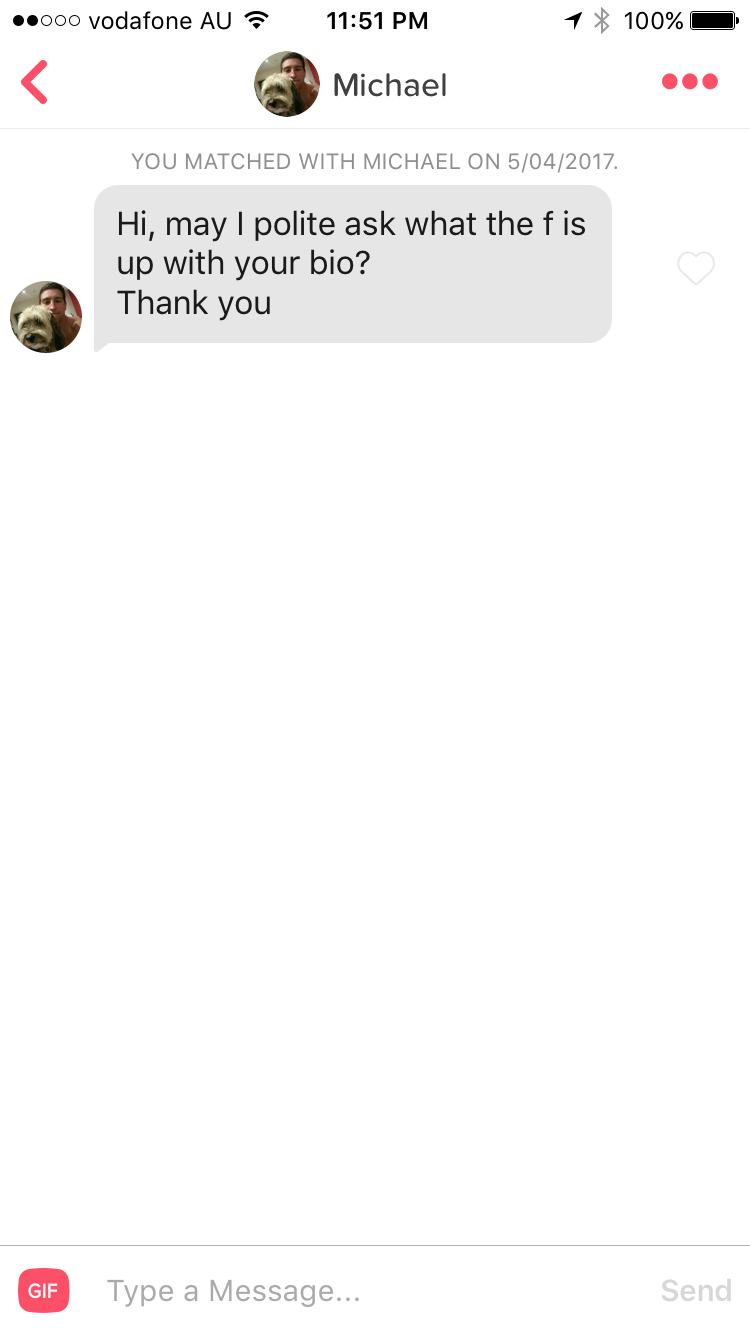 vodafone AU 11:51 PM 100%
Michael
YOU MATCHED WITH MICHAEL ON 5/04/2017.
Hi, may I polite ask what the f is
up with your bio?
Thank you
GIF Type a Message... Send